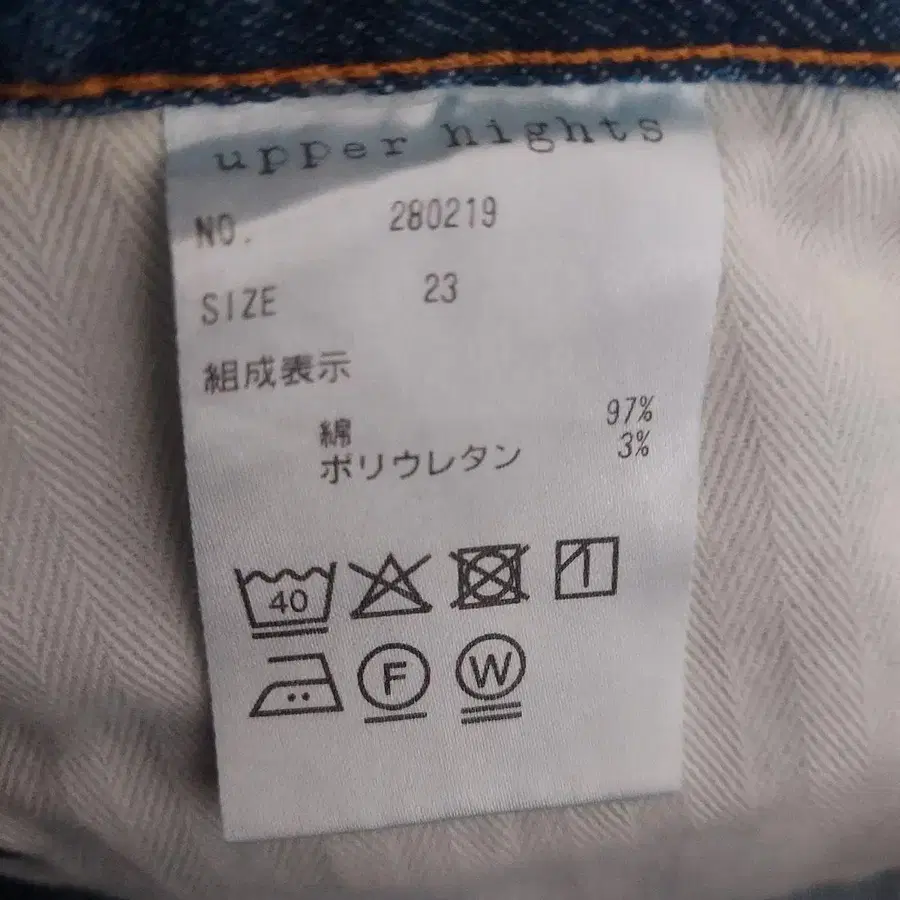 upper hights
NO. 280219
SIZE 23
組成表示
綿 97%
ポリウレタン 3%
40
F W